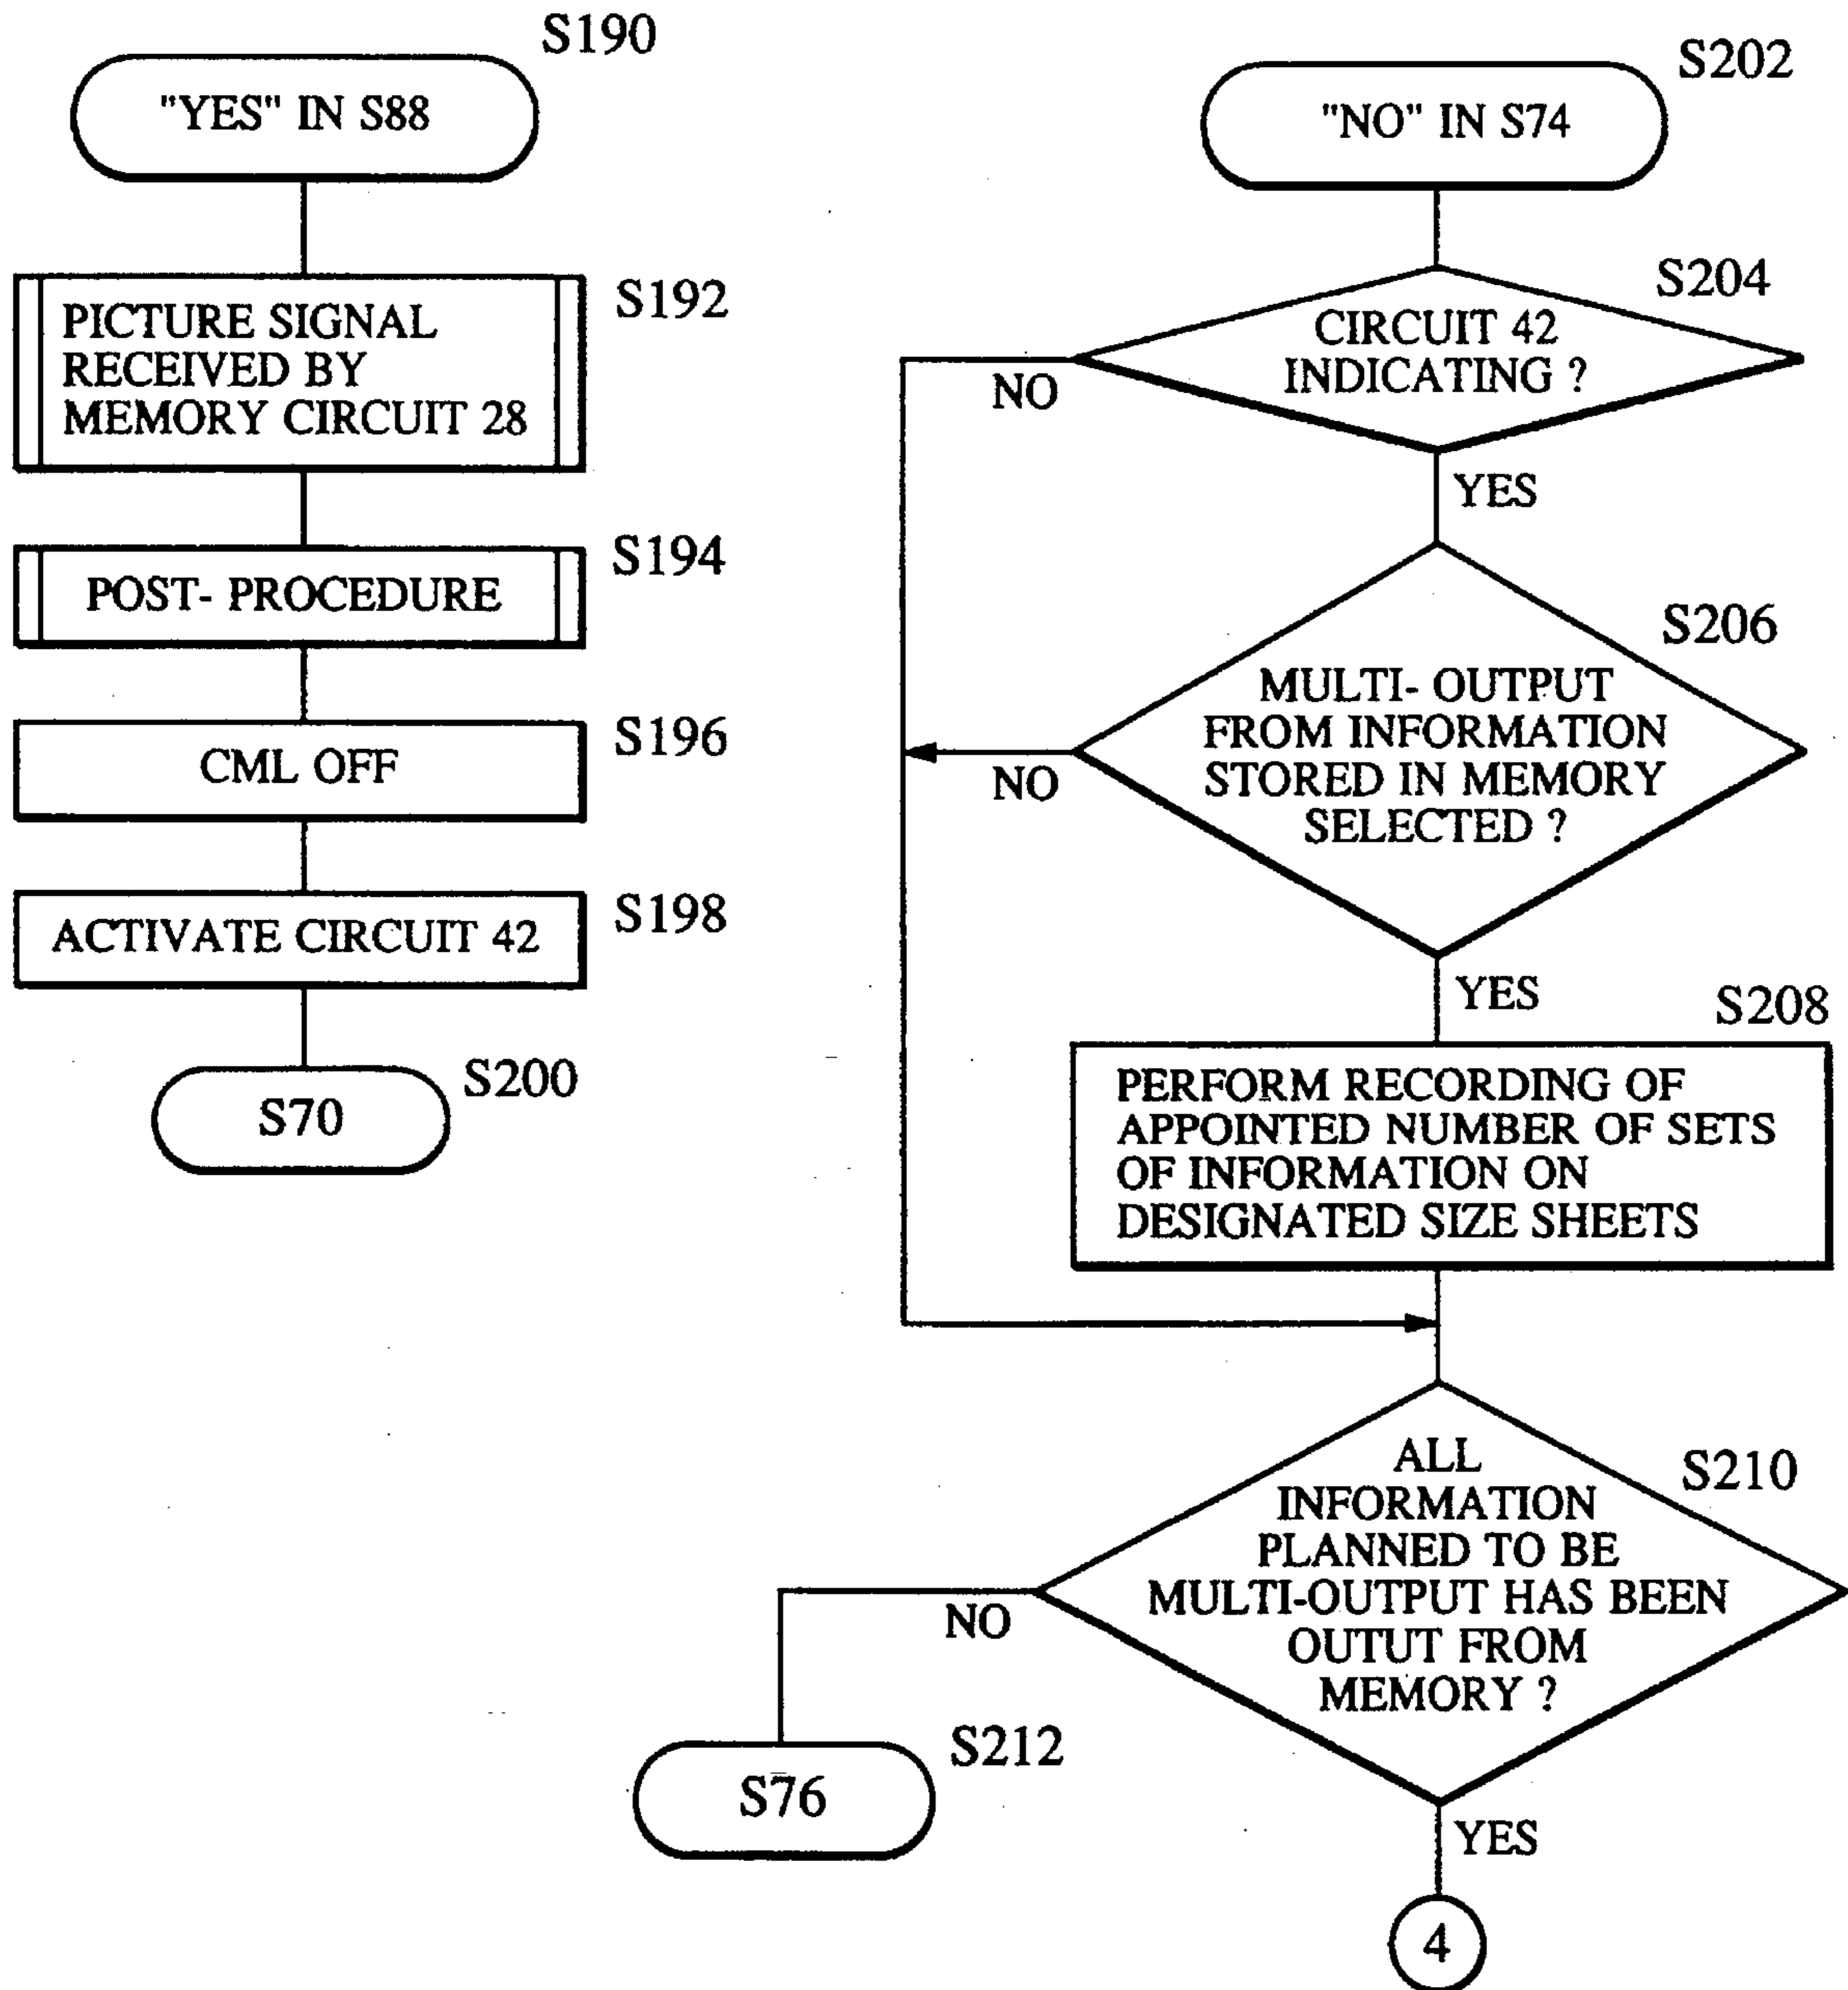 S190
"YES" IN S88
S192
PICTURE SIGNAL
RECEIVED BY
MEMORY CIRCUIT 28
S194
POST- PROCEDURE
S196
CML OFF
S198
ACTIVATE CIRCUIT 42
S200
S70
S202
"NO" IN S74
S204
CIRCUIT 42
INDICATING ?
NO
YES
S206
MULTI- OUTPUT
FROM INFORMATION
STORED IN MEMORY
SELECTED ?
NO
YES
S208
PERFORM RECORDING OF
APPOINTED NUMBER OF SETS
OF INFORMATION ON
DESIGNATED SIZE SHEETS
S210
ALL
INFORMATION
PLANNED TO BE
MULTI-OUTPUT HAS BEEN
OUTUT FROM
MEMORY ?
NO
S212
S76
YES
4